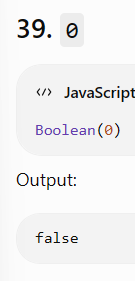 39. 0
</> JavaScript
Boolean(0)
Output:
false